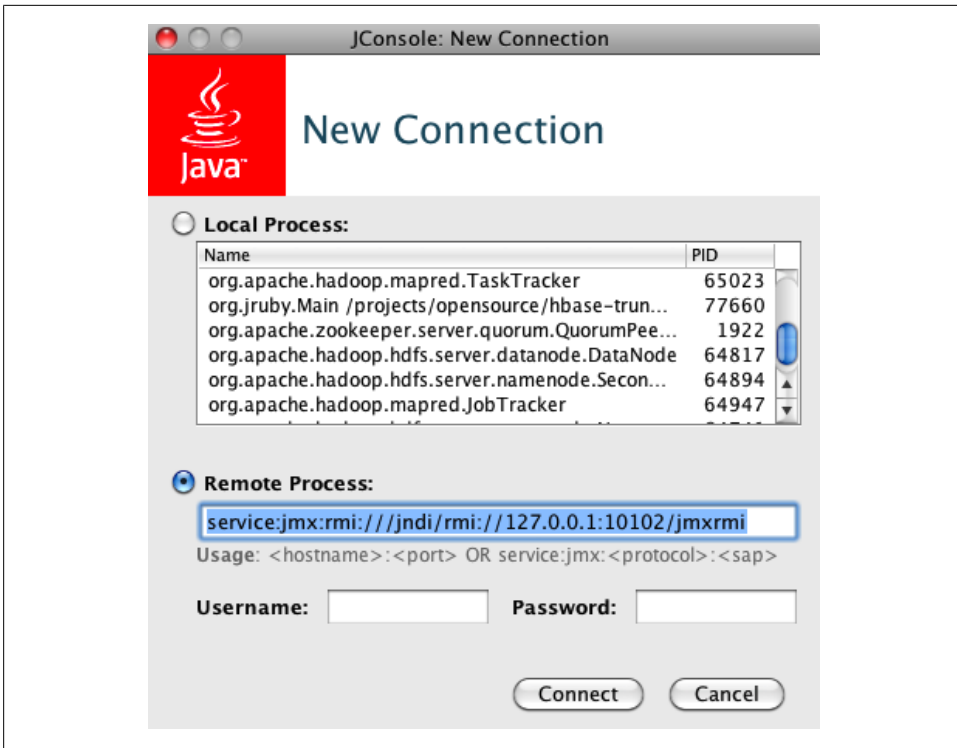 JConsole: New Connection
Java™
New Connection
Local Process:
Name PID
org.apache.hadoop.mapred.TaskTracker 65023
org.jruby.Main /projects/opensource/hbase-trun... 77660
org.apache.zookeeper.server.quorum.QuorumPee... 1922
org.apache.hadoop.hdfs.server.datanode.DataNode 64817
org.apache.hadoop.hdfs.server.namenode.Secon... 64894
org.apache.hadoop.mapred.JobTracker 64947
Remote Process:
service:jmx:rmi:///jndi/rmi://127.0.0.1:10102/jmxrmi
Usage: <hostname>:<port> OR service:jmx:<protocol>:<sap>
Username: Password:
Connect Cancel